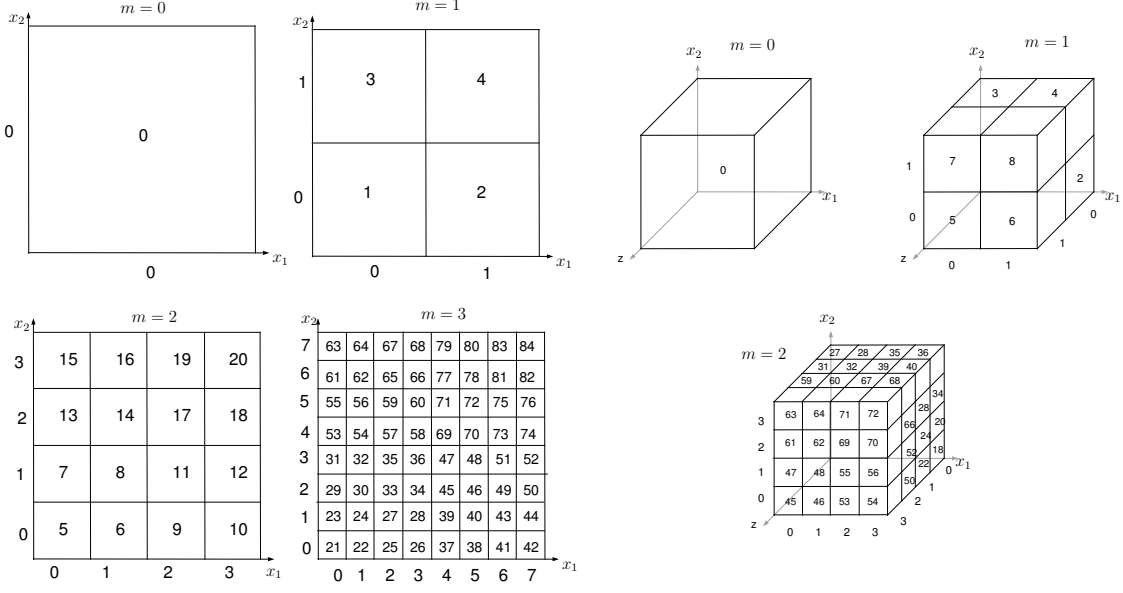 m = 0
x₂
0
0
0
x₁
m = 1
x₂
1 3 4
0 1 2
0 1
x₁
m = 0
x₂
0
x₁
z
m = 1
x₂
3 4
1 7 8
2
x₁
0 5 6
0
1
z
0 1
m = 2
x₂
3 15 16 19 20
2 13 14 17 18
1 7 8 11 12
0 5 6 9 10
0 1 2 3 x₁
m = 3
x₂
7 63 64 67 68 79 80 83 84
6 61 62 65 66 77 78 81 82
5 55 56 59 60 71 72 75 76
4 53 54 57 58 69 70 73 74
3 31 32 35 36 47 48 51 52
2 29 30 33 34 45 46 49 50
1 23 24 27 28 39 40 43 44
0 21 22 25 26 37 38 41 42
0 1 2 3 4 5 6 7 x₁
x₂
m = 2
27 28 35 36
31 32 39 40
59 60 67 68
3 63 64 71 72
2 61 62 69 70
1 47 48 55 56
0 45 46 53 54
34
28
66 20
24
52 18
22
50
0 x₁
1
2
3
z
0 1 2 3